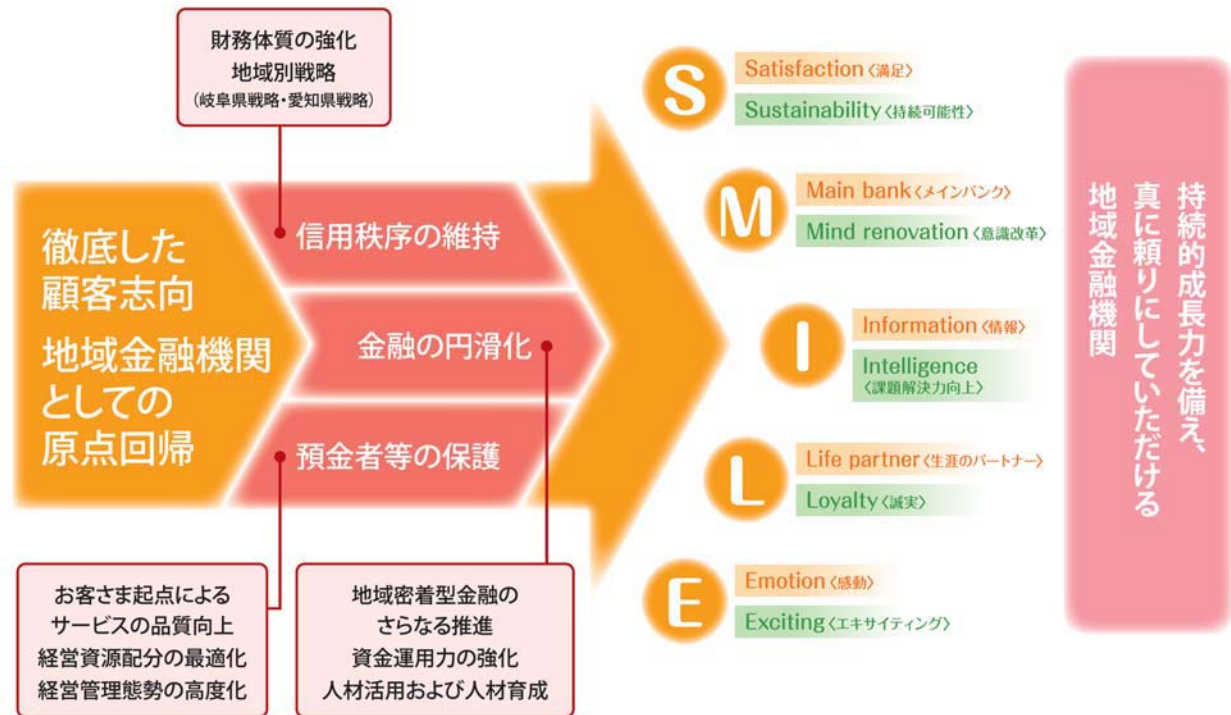 財務体質の強化
地域別戦略
（岐阜県戦略・愛知県戦略）
徹底した
顧客志向
地域金融機関
としての
原点回帰
信用秩序の維持
金融の円滑化
預金者等の保護
お客さま起点による
サービスの品質向上
経営資源配分の最適化
経営管理態勢の高度化
地域密着型金融の
さらなる推進
資金運用力の強化
人材活用および人材育成
S
Satisfaction〈満足〉
Sustainability〈持続可能性〉
M
Main bank〈メインバンク〉
Mind renovation〈意識改革〉
I
Information〈情報〉
Intelligence
〈課題解決力向上〉
L
Life partner〈生涯のパートナー〉
Loyalty〈誠実〉
E
Emotion〈感動〉
Exciting〈エキサイティング〉
持続的成長力を備え、
真に頼りにしていただける
地域金融機関